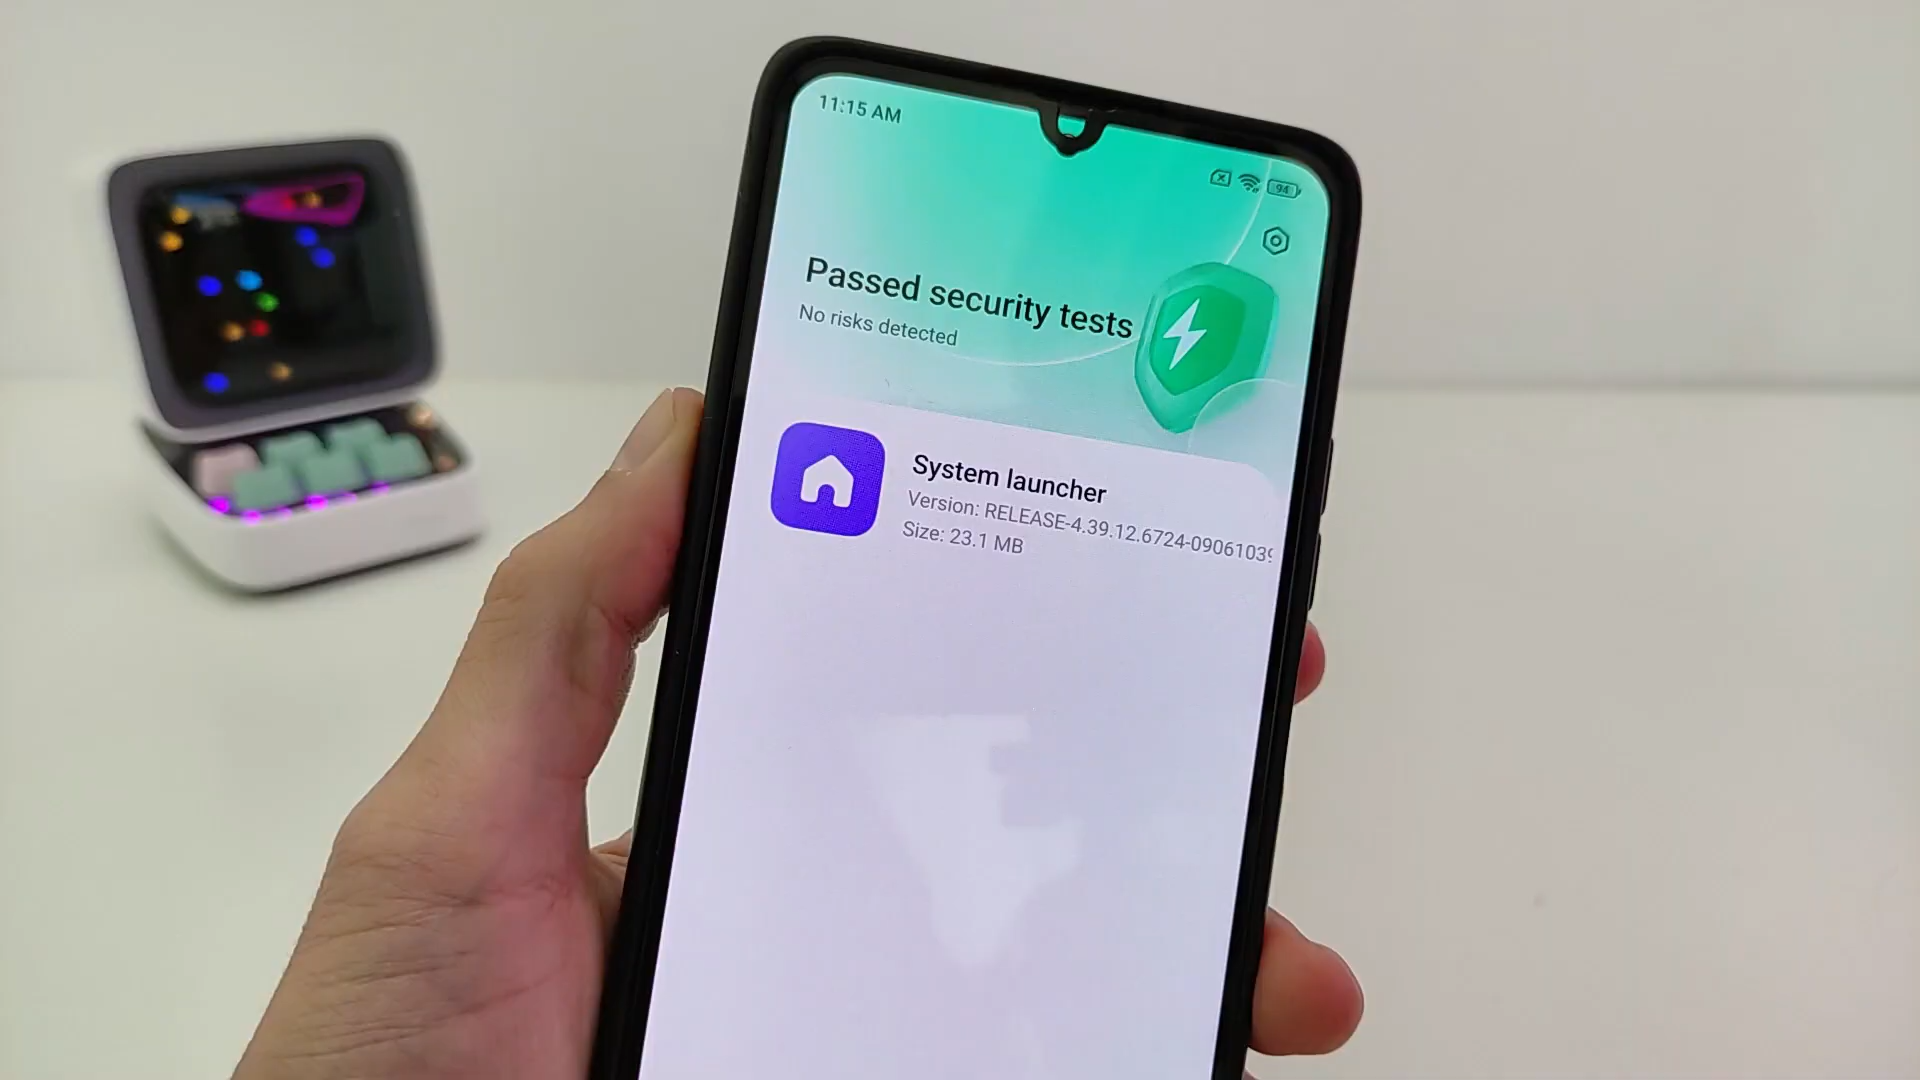 11:15 AM
94
Passed security tests
No risks detected
System launcher
Version: RELEASE-4.39.12.6724-0906103
Size: 23.1 MB